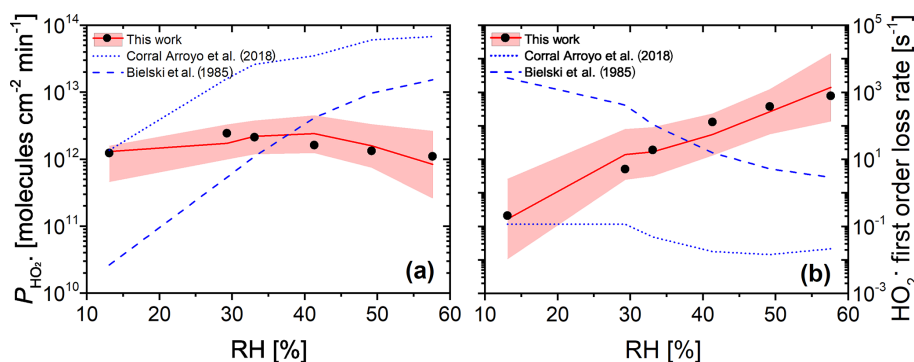 10^14
10^13
10^12
10^11
10^10
P_HO2· [molecules cm^-2 min^-1]
This work
Corral Arroyo et al. (2018)
Bielski et al. (1985)
(a)
10 20 30 40 50 60
RH [%]
This work
Corral Arroyo et al. (2018)
Bielski et al. (1985)
(b)
10 20 30 40 50 60
RH [%]
10^5
10^3
10^1
10^-1
10^-3
10^-5
HO2· first order loss rate [s^-1]